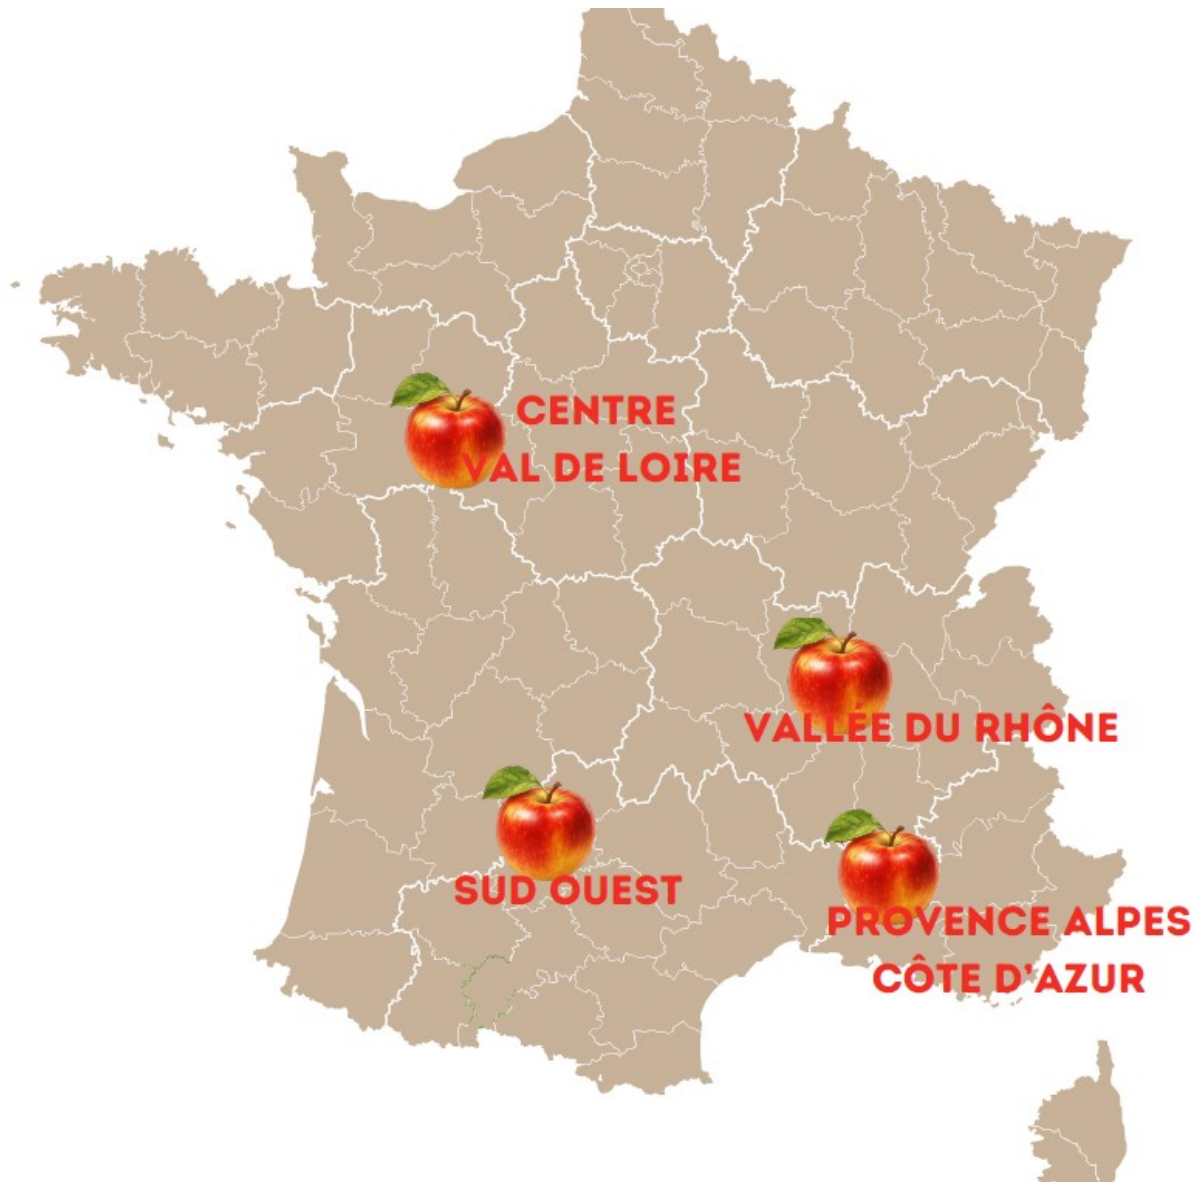 CENTRE
VAL DE LOIRE
VALLÉE DU RHÔNE
SUD OUEST
PROVENCE ALPES
CÔTE D'AZUR